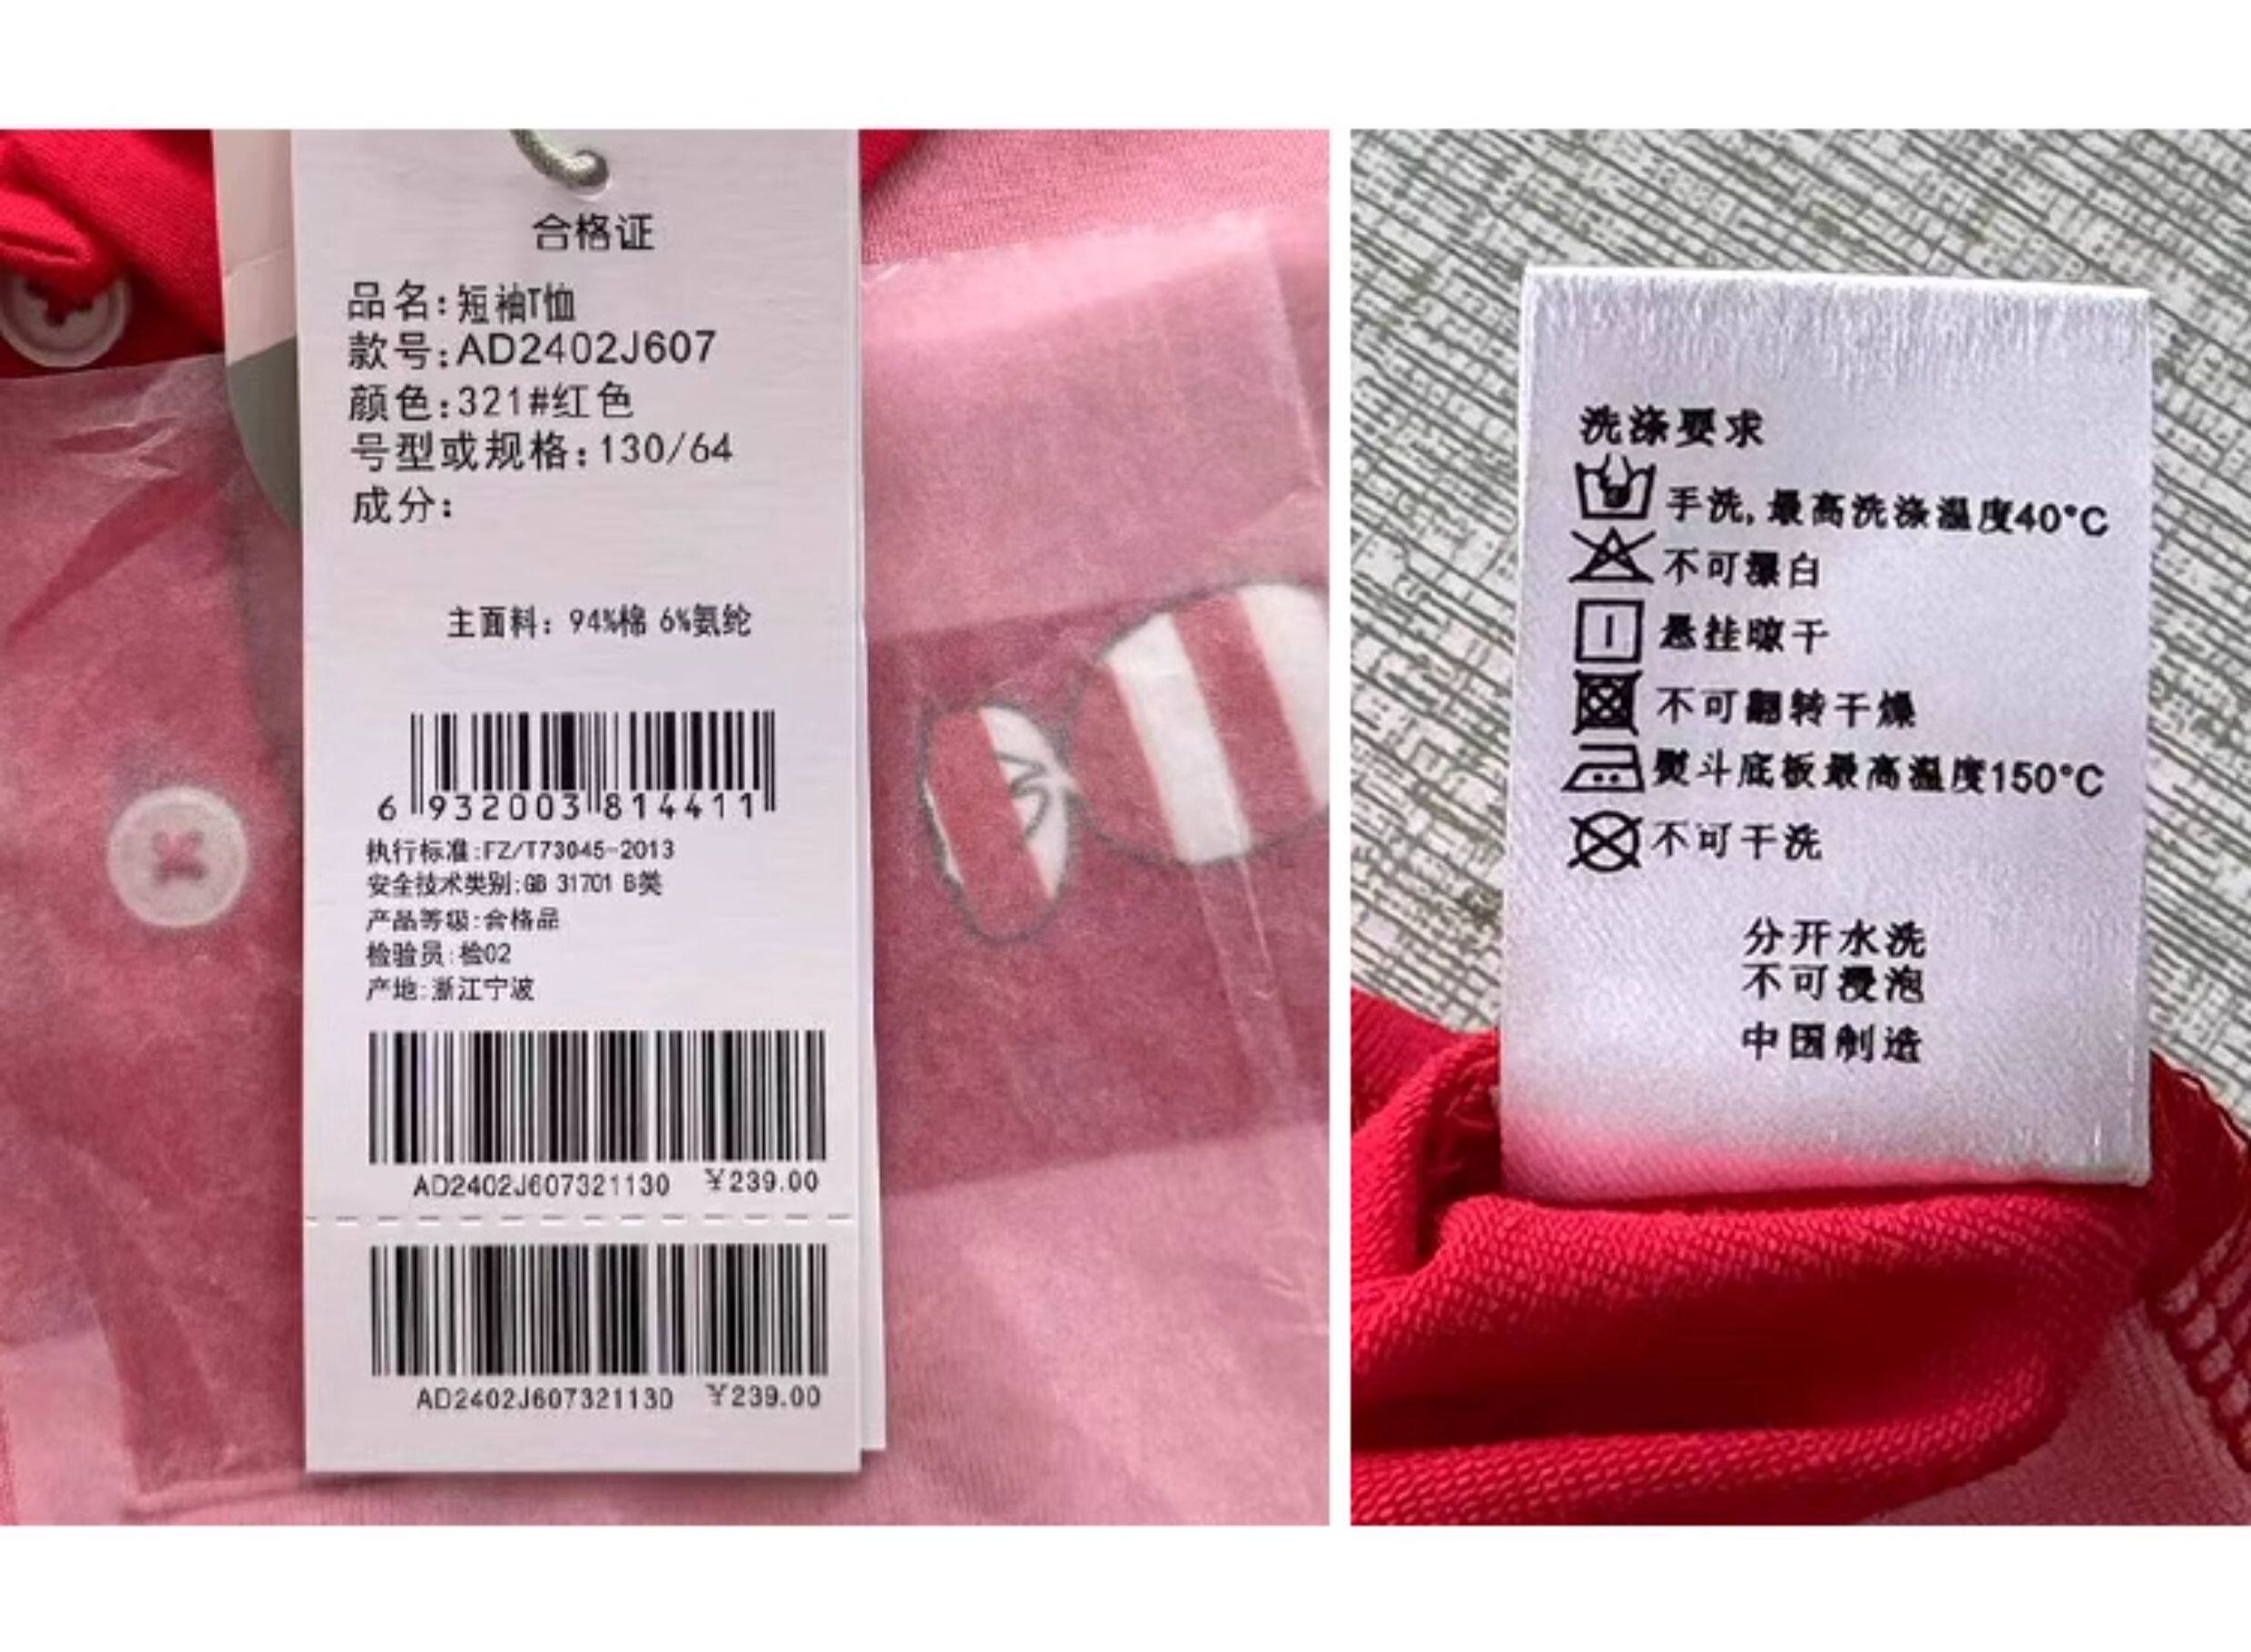 合格证
品名:短袖T恤
款号:AD2402J607
颜色:321#红色
号型或规格:130/64
成分:
主面料: 94%棉 6%氨纶
6 932003 814411
执行标准:FZ/T73045-2013
安全技术类别:GB 31701 B类
产品等级:合格品
检验员:检02
产地:浙江宁波
AD2402J607321130 ¥239.00
AD2402J607321130 ¥239.00
洗涤要求
手洗,最高洗涤温度40°C
不可漂白
悬挂晾干
不可翻转干燥
熨斗底板最高温度150°C
不可干洗
分开水洗
不可浸泡
中国制造